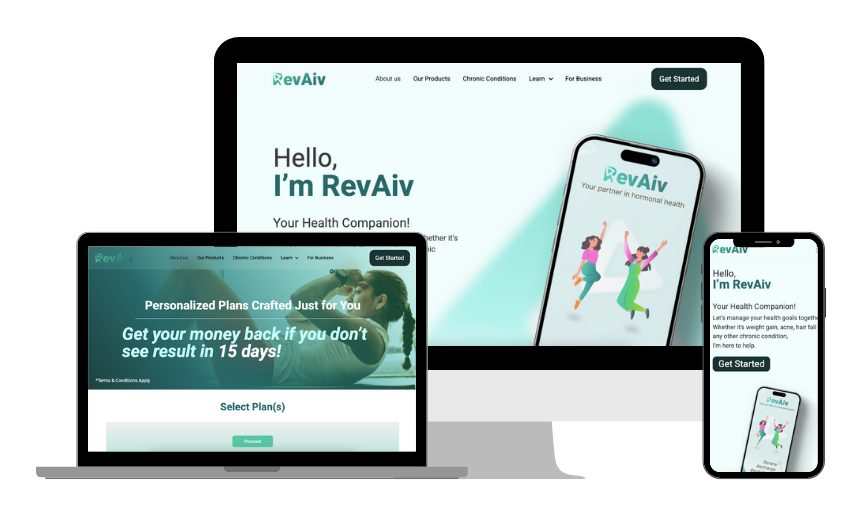 RevAiv
About us Our Products Chronic Conditions Learn For Business Get Started
Hello,
I'm RevAiv
Your Health Companion!
ether it's
nic
RevAiv
Your partner in hormonal health
RevAiv
About us Our Products Chronic Conditions Learn For Business Get Started
Personalized Plans Crafted Just for You
Get your money back if you don't
see result in 15 days!
*Terms & Conditions Apply
Select Plan(s)
Proceed
RevAiv
Hello,
I'm RevAiv
Your Health Companion!
Let's manage your health goals togethe
Whether it's weight gain, acne, hair fall
any other chronic condition,
I'm here to help.
Get Started
RevAiv